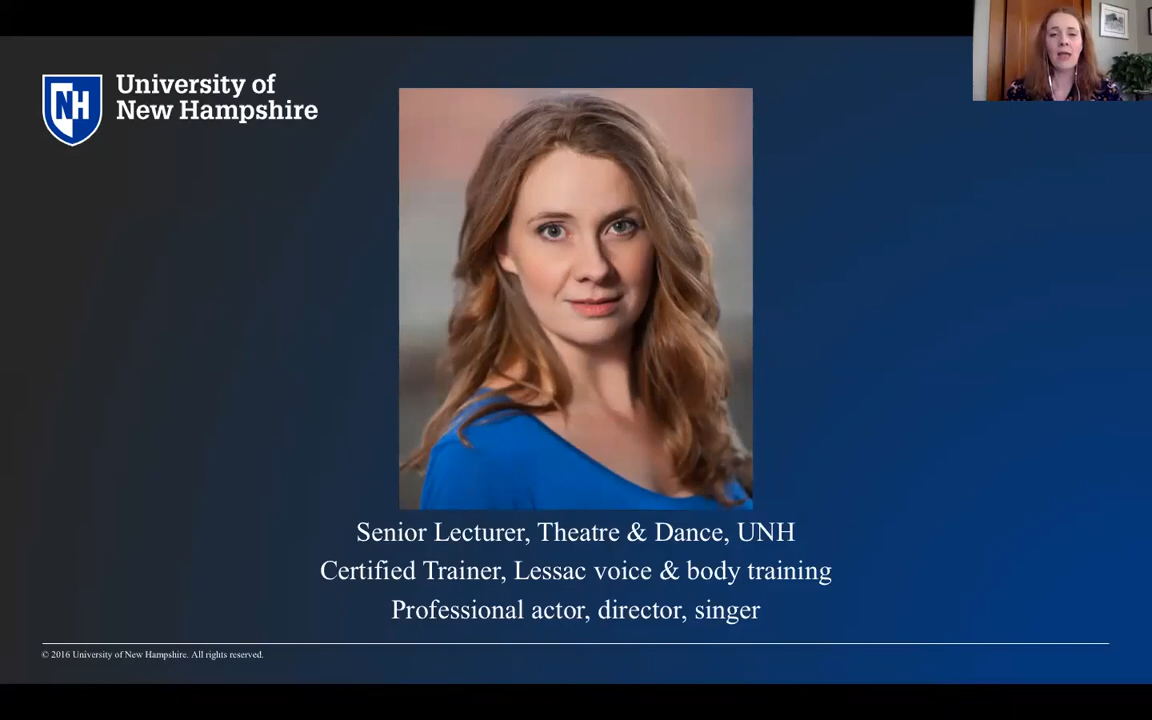 NH
University of
New Hampshire
Senior Lecturer, Theatre & Dance, UNH
Certified Trainer, Lessac voice & body training
Professional actor, director, singer
© 2016 University of New Hampshire. All rights reserved.